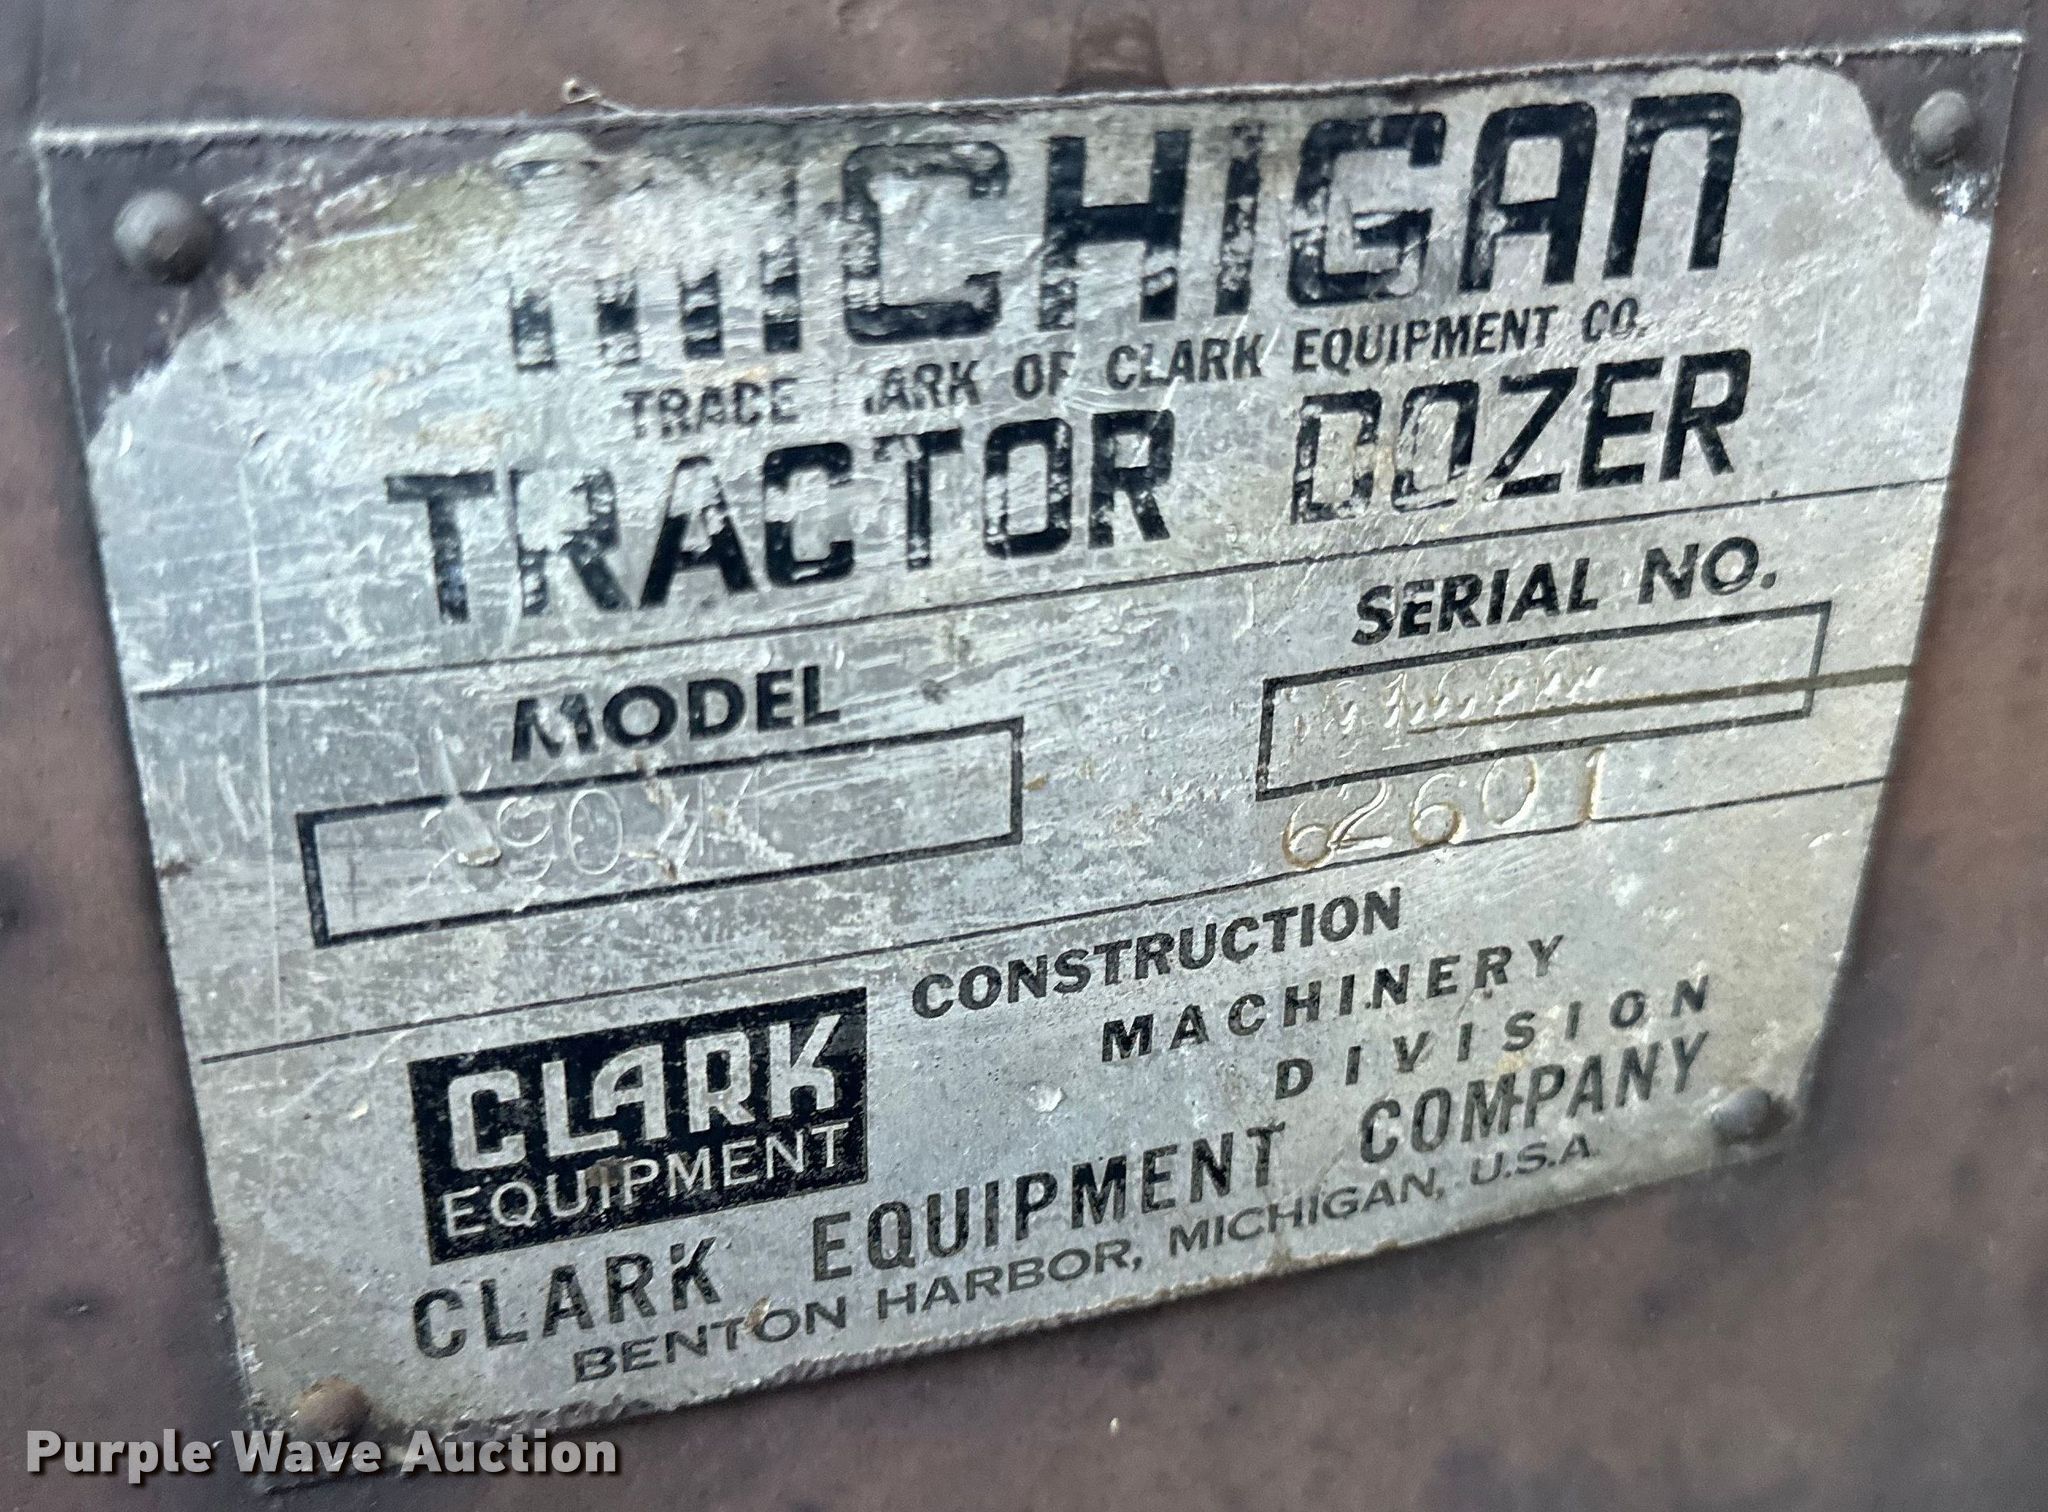 MICHIGAN
TRADE MARK OF CLARK EQUIPMENT CO.
TRACTOR DOZER
MODEL
SERIAL NO.
62601
CONSTRUCTION
MACHINERY
DIVISION
CLARK
EQUIPMENT
CLARK EQUIPMENT COMPANY
BENTON HARBOR, MICHIGAN, U.S.A.
Purple Wave Auction